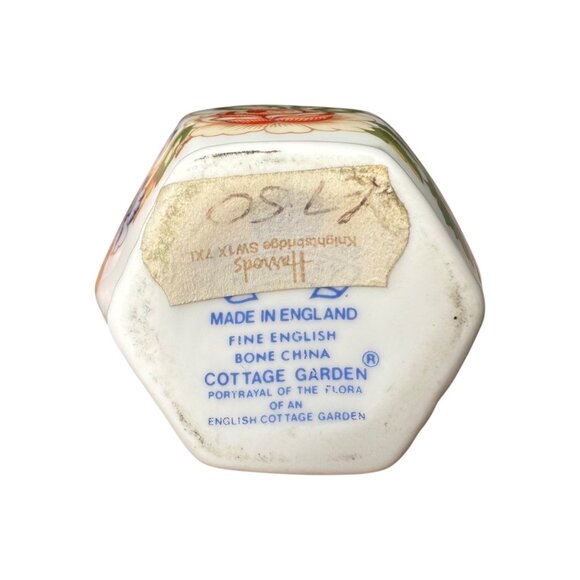 £7.50
Harrods
Knightsbridge SW1X 7XL
MADE IN ENGLAND
FINE ENGLISH
BONE CHINA
COTTAGE GARDEN®
PORTRAYAL OF THE FLORA
OF AN
ENGLISH COTTAGE GARDEN